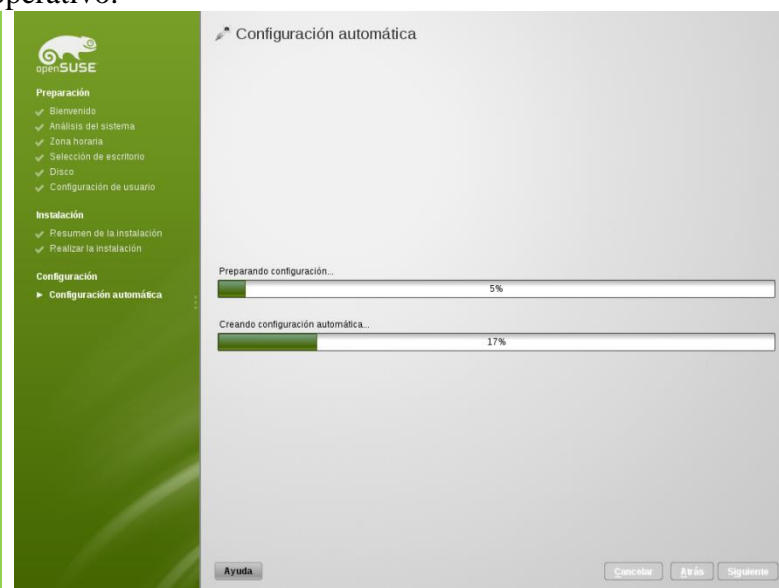 operativo.
openSUSE
Preparación
Bienvenido
Análisis del sistema
Zona horaria
Selección de escritorio
Disco
Configuración de usuario
Instalación
Resumen de la instalación
Realizar la instalación
Configuración
Configuración automática
Configuración automática
Preparando configuración...
5%
Creando configuración automática...
17%
Ayuda
Cancelar Atrás Siguiente